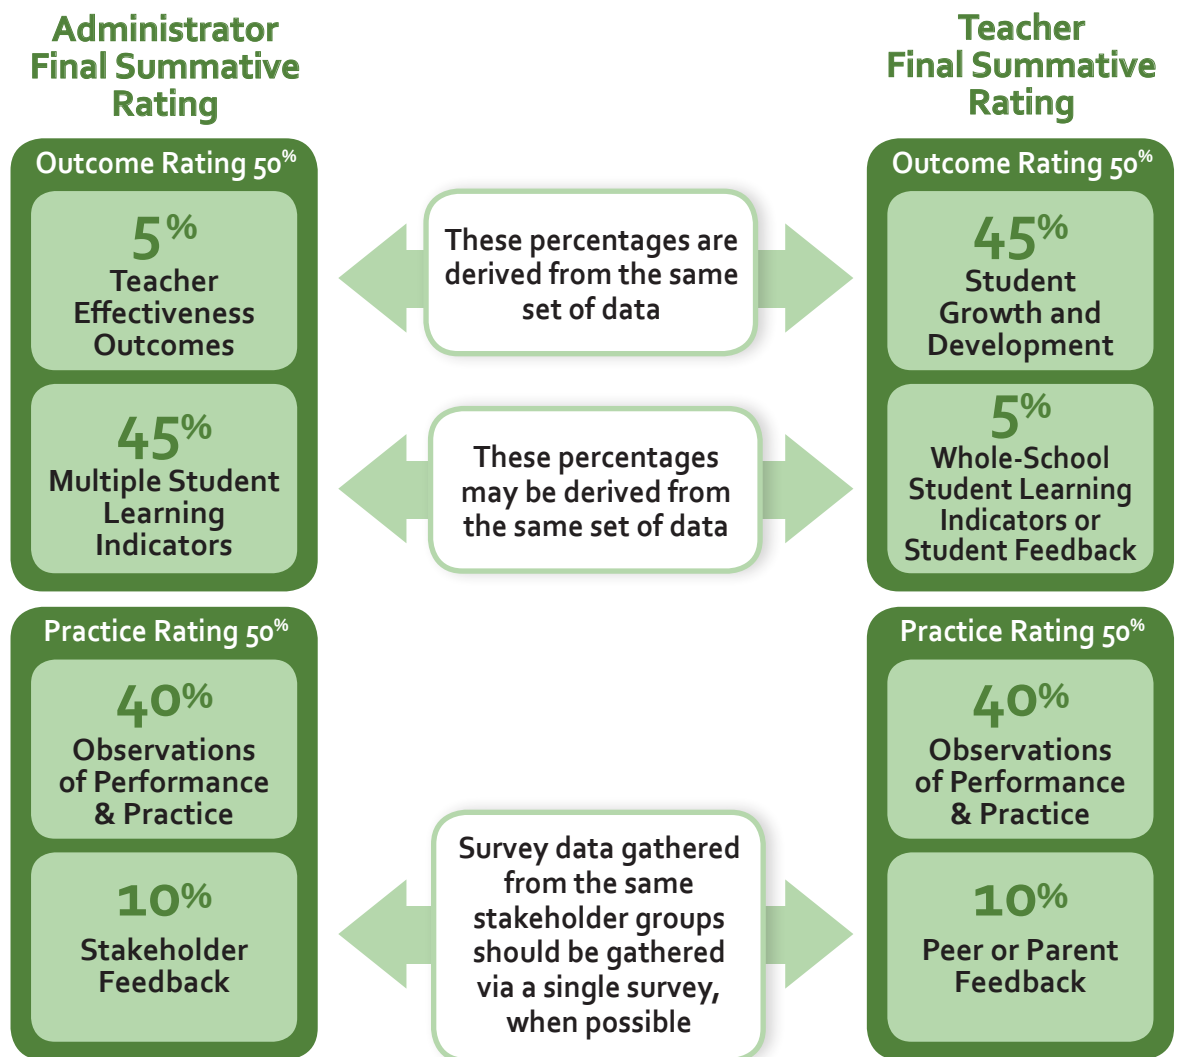 Administrator
Final Summative
Rating
Teacher
Final Summative
Rating
Outcome Rating 50%
5%
Teacher
Effectiveness
Outcomes
45%
Multiple Student
Learning
Indicators
These percentages are
derived from the same
set of data
These percentages
may be derived from
the same set of data
Outcome Rating 50%
45%
Student
Growth and
Development
5%
Whole-School
Student Learning
Indicators or
Student Feedback
Practice Rating 50%
40%
Observations
of Performance
& Practice
10%
Stakeholder
Feedback
Survey data gathered
from the same
stakeholder groups
should be gathered
via a single survey,
when possible
Practice Rating 50%
40%
Observations
of Performance
& Practice
10%
Peer or Parent
Feedback